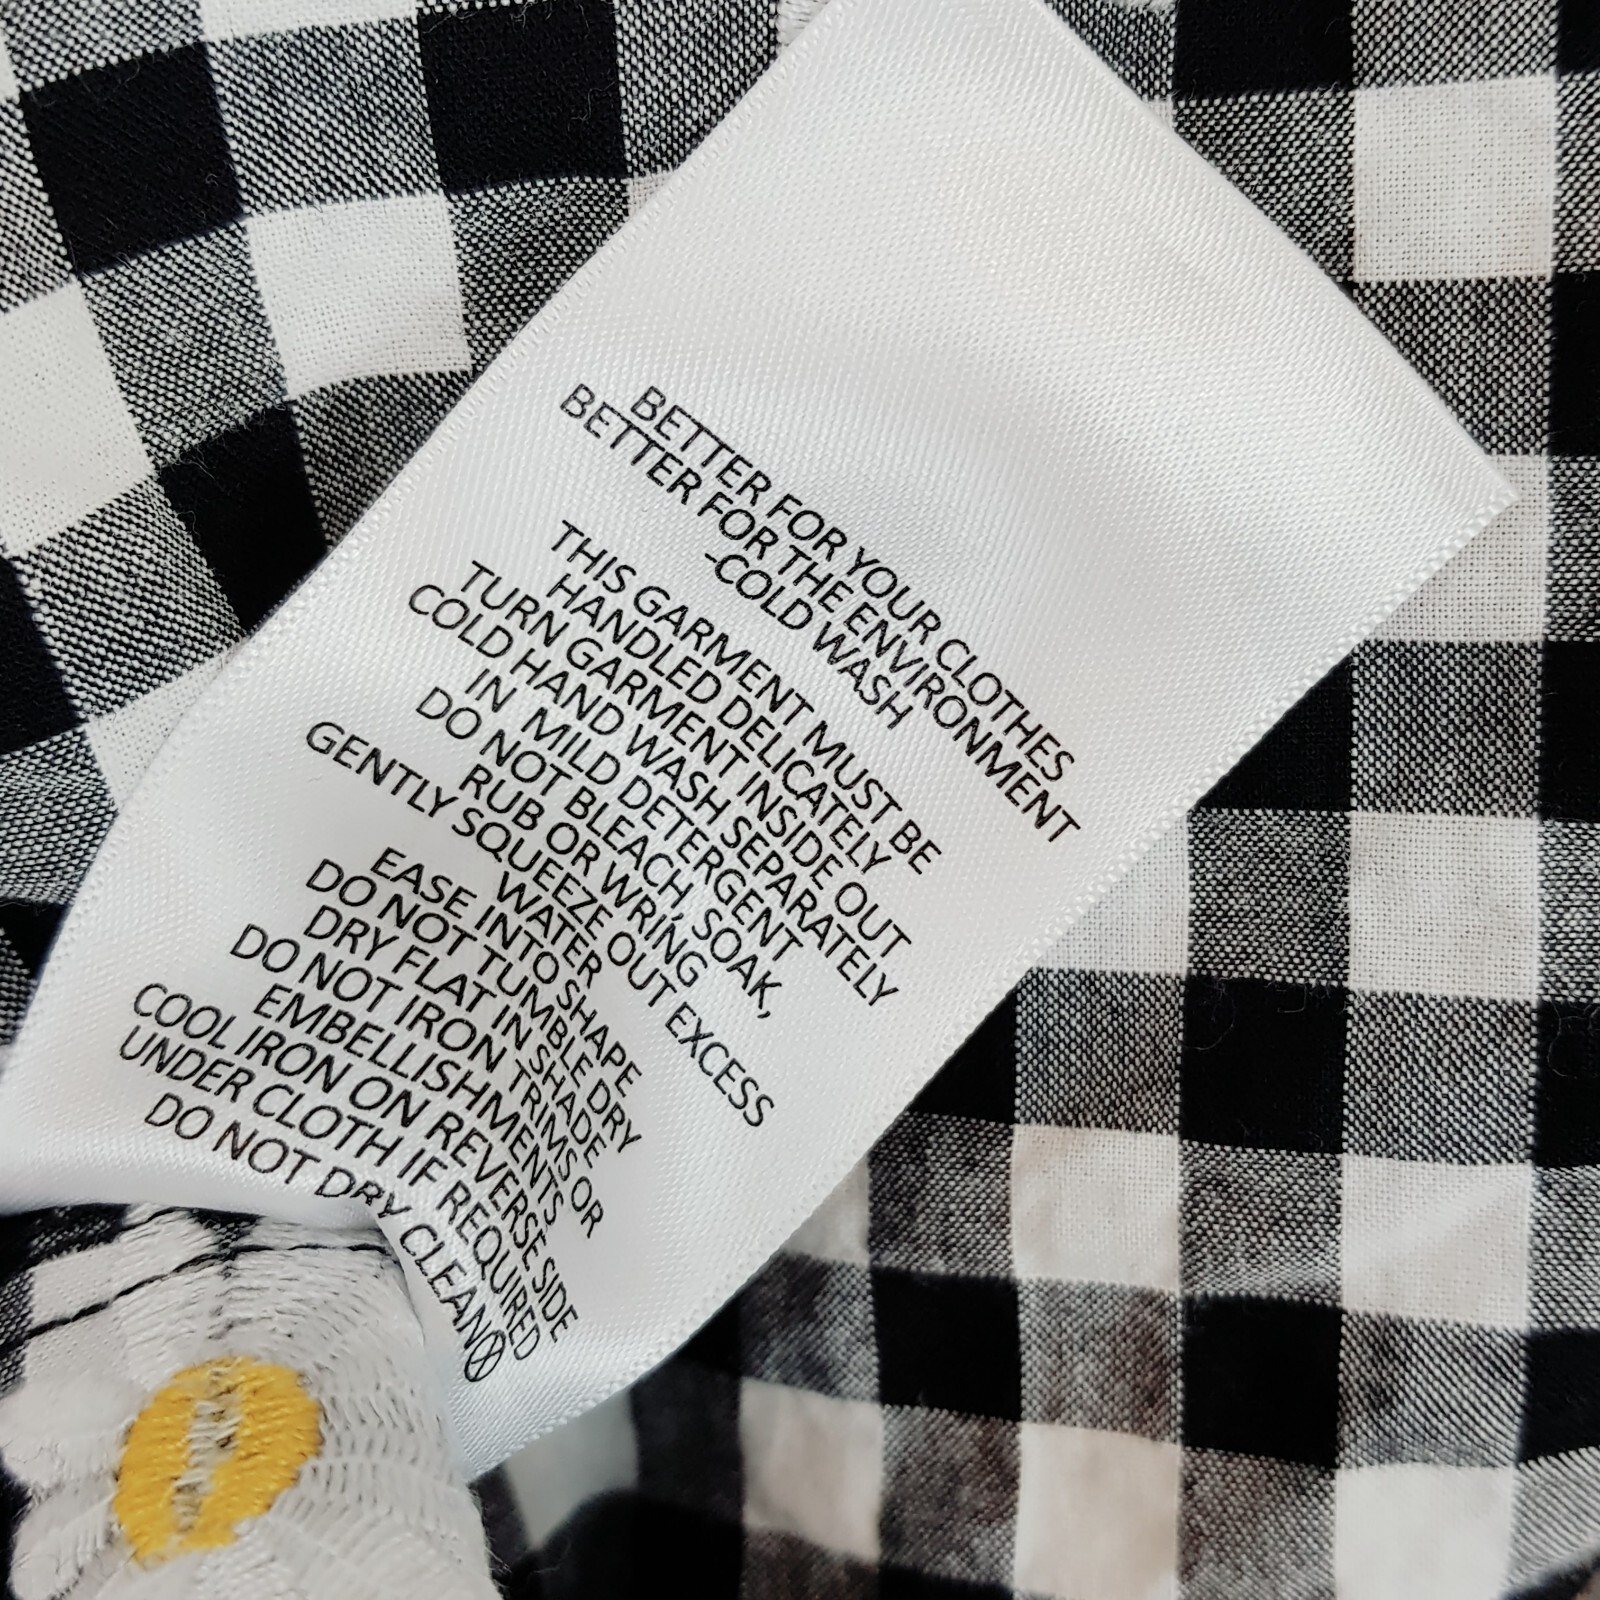 BETTER FOR YOUR CLOTHES
BETTER FOR THE ENVIRONMENT
-COLD WASH
THIS GARMENT MUST BE
HANDLED DELICATELY
TURN GARMENT INSIDE OUT
COLD HAND WASH SEPARATELY
IN MILD DETERGENT
DO NOT BLEACH, SOAK,
RUB OR WRING
GENTLY SQUEEZE OUT EXCESS
WATER
EASE INTO SHAPE
DO NOT TUMBLE DRY
DRY FLAT IN SHADE
DO NOT IRON TRIMS OR
EMBELLISHMENTS
COOL IRON ON REVERSE SIDE
UNDER CLOTH IF REQUIRED
DO NOT DRY CLEAN